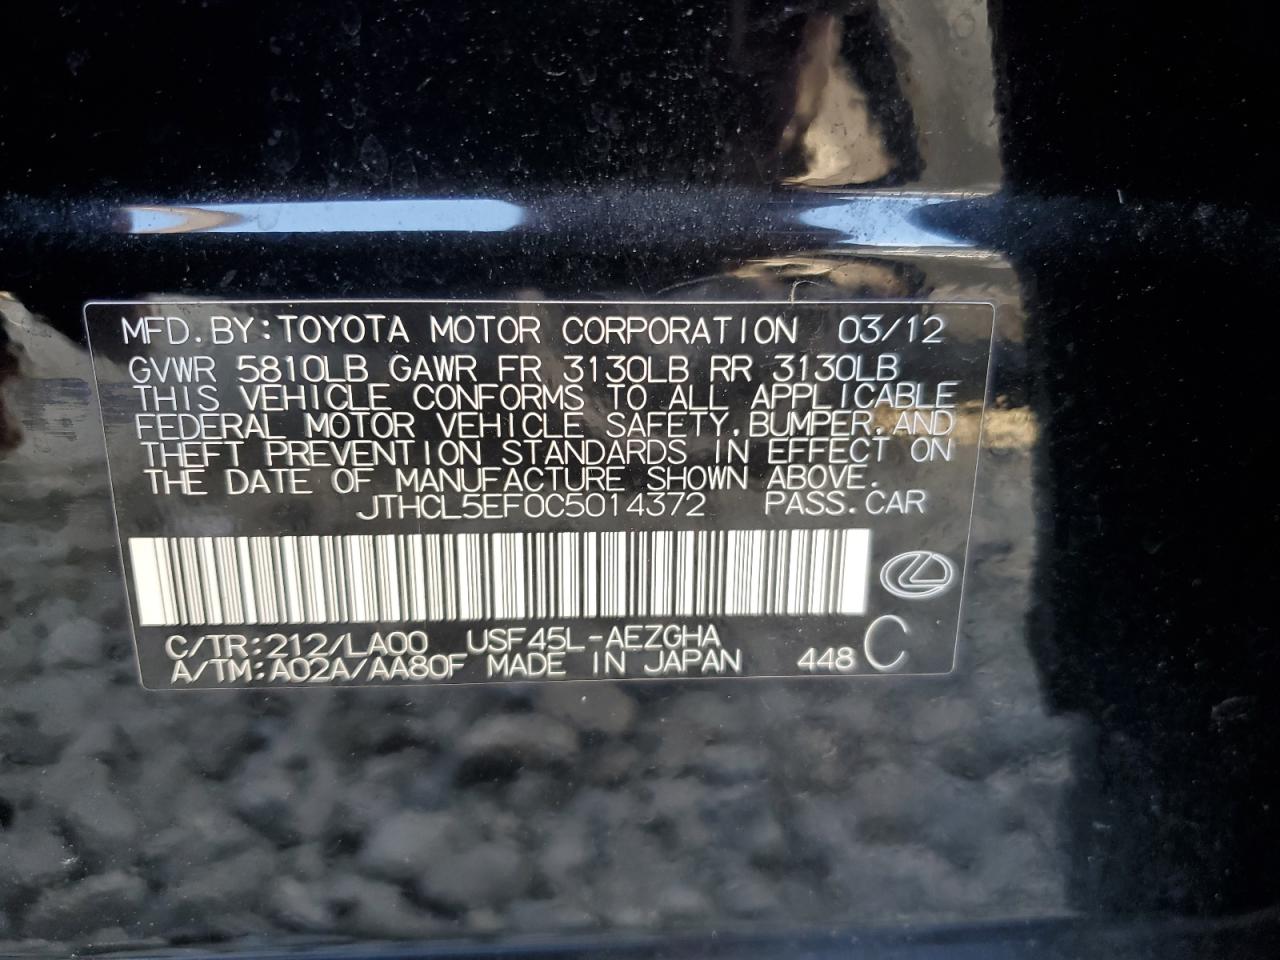 MFD.BY:TOYOTA MOTOR CORPORATION 03/12
GVWR 5810LB GAWR FR 3130LB RR 3130LB
THIS VEHICLE CONFORMS TO ALL APPLICABLE
FEDERAL MOTOR VEHICLE SAFETY,BUMPER,AND
THEFT PREVENTION STANDARDS IN EFFECT ON
THE DATE OF MANUFACTURE SHOWN ABOVE.
JTHCL5EF0C5014372 PASS.CAR
C/TR:212/LA00 USF45L-AEZGHA
A/TM:A02A/AA80F MADE IN JAPAN 448 C